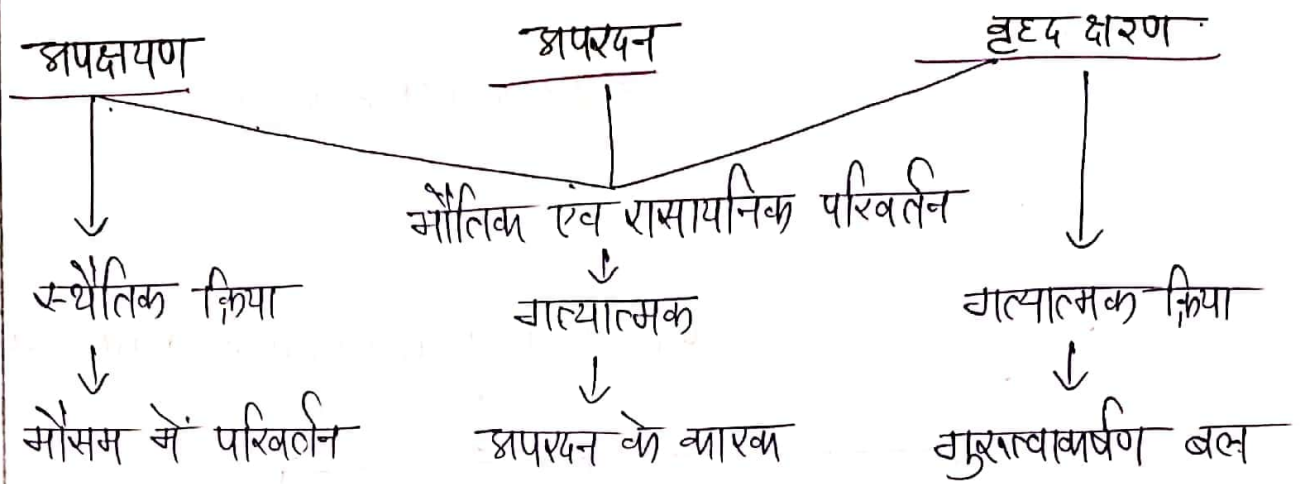 अपक्षयण
अपरदन
बृहद क्षरण
भौतिक एवं रासायनिक परिवर्तन
स्थैतिक क्रिया
गत्यात्मक
गत्यात्मक क्रिया
मौसम में परिवर्तन
अपरदन के कारक
गुरुत्वाकर्षण बल